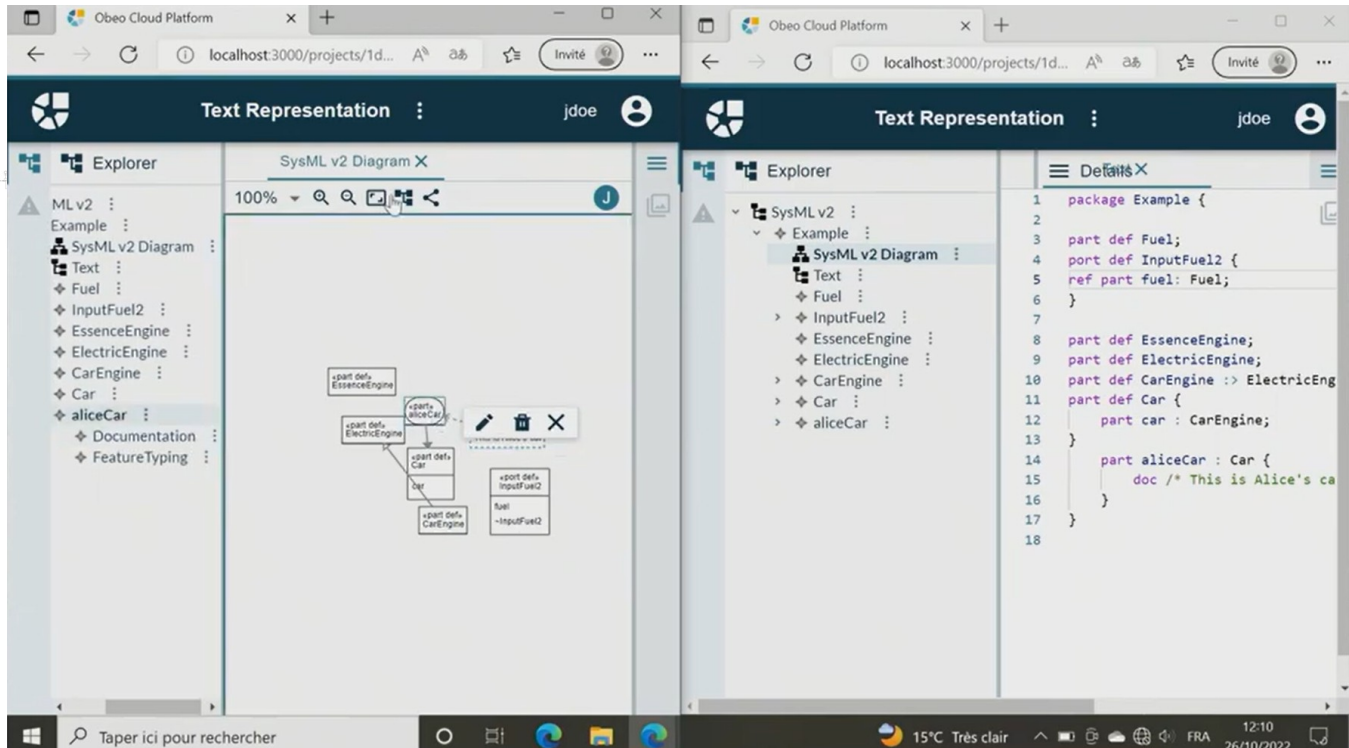 Obeo Cloud Platform
localhost:3000/projects/1d...
Invité
Text Representation
jdoe
Explorer
SysML v2 Diagram
100%
J
ML v2
Example
SysML v2 Diagram
Text
Fuel
InputFuel2
EssenceEngine
ElectricEngine
CarEngine
Car
aliceCar
Documentation
FeatureTyping
«part def»
EssenceEngine
«part»
aliceCar
«part def»
ElectricEngine
«part def»
Car
car
«port def»
InputFuel2
fuel
~InputFuel2
«part def»
CarEngine
Taper ici pour rechercher
Obeo Cloud Platform
localhost:3000/projects/1d...
Invité
Text Representation
jdoe
Explorer
SysML v2
Example
SysML v2 Diagram
Text
Fuel
InputFuel2
EssenceEngine
ElectricEngine
CarEngine
Car
aliceCar
Details
1 package Example {
2
3 part def Fuel;
4 port def InputFuel2 {
5 ref part fuel: Fuel;
6 }
7
8 part def EssenceEngine;
9 part def ElectricEngine;
10 part def CarEngine :> ElectricEng
11 part def Car {
12 part car : CarEngine;
13 }
14 part aliceCar : Car {
15 doc /* This is Alice's ca
16 }
17 }
18
15°C Très clair
FRA
12:10
26/10/2022